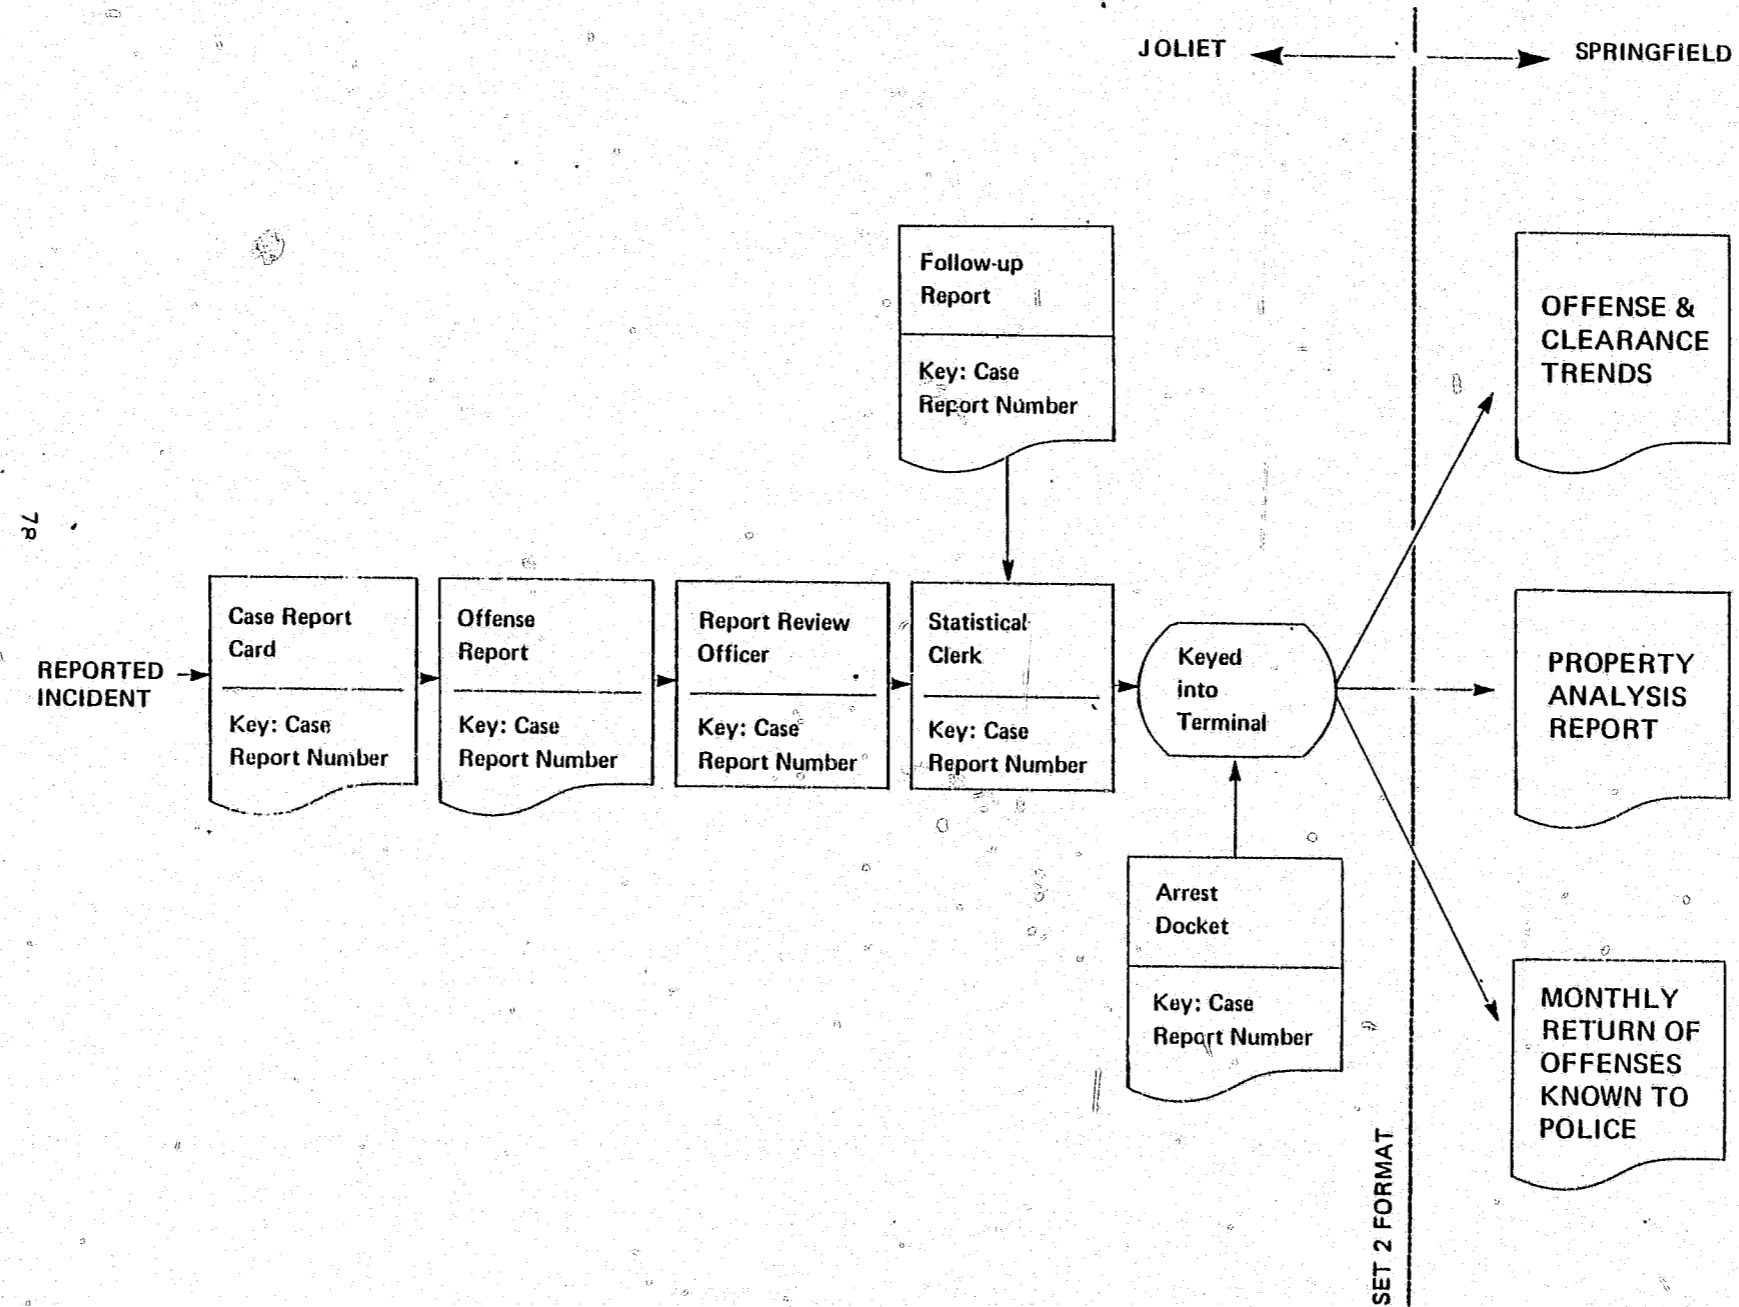 JOLIET
SPRINGFIELD
Follow-up
Report
Key: Case
Report Number
OFFENSE &
CLEARANCE
TRENDS
78
REPORTED
INCIDENT
Case Report
Card
Key: Case
Report Number
Offense
Report
Key: Case
Report Number
Report Review
Officer
Key: Case
Report Number
Statistical
Clerk
Key: Case
Report Number
Keyed
into
Terminal
PROPERTY
ANALYSIS
REPORT
Arrest
Docket
Key: Case
Report Number
MONTHLY
RETURN OF
OFFENSES
KNOWN TO
POLICE
SET 2 FORMAT